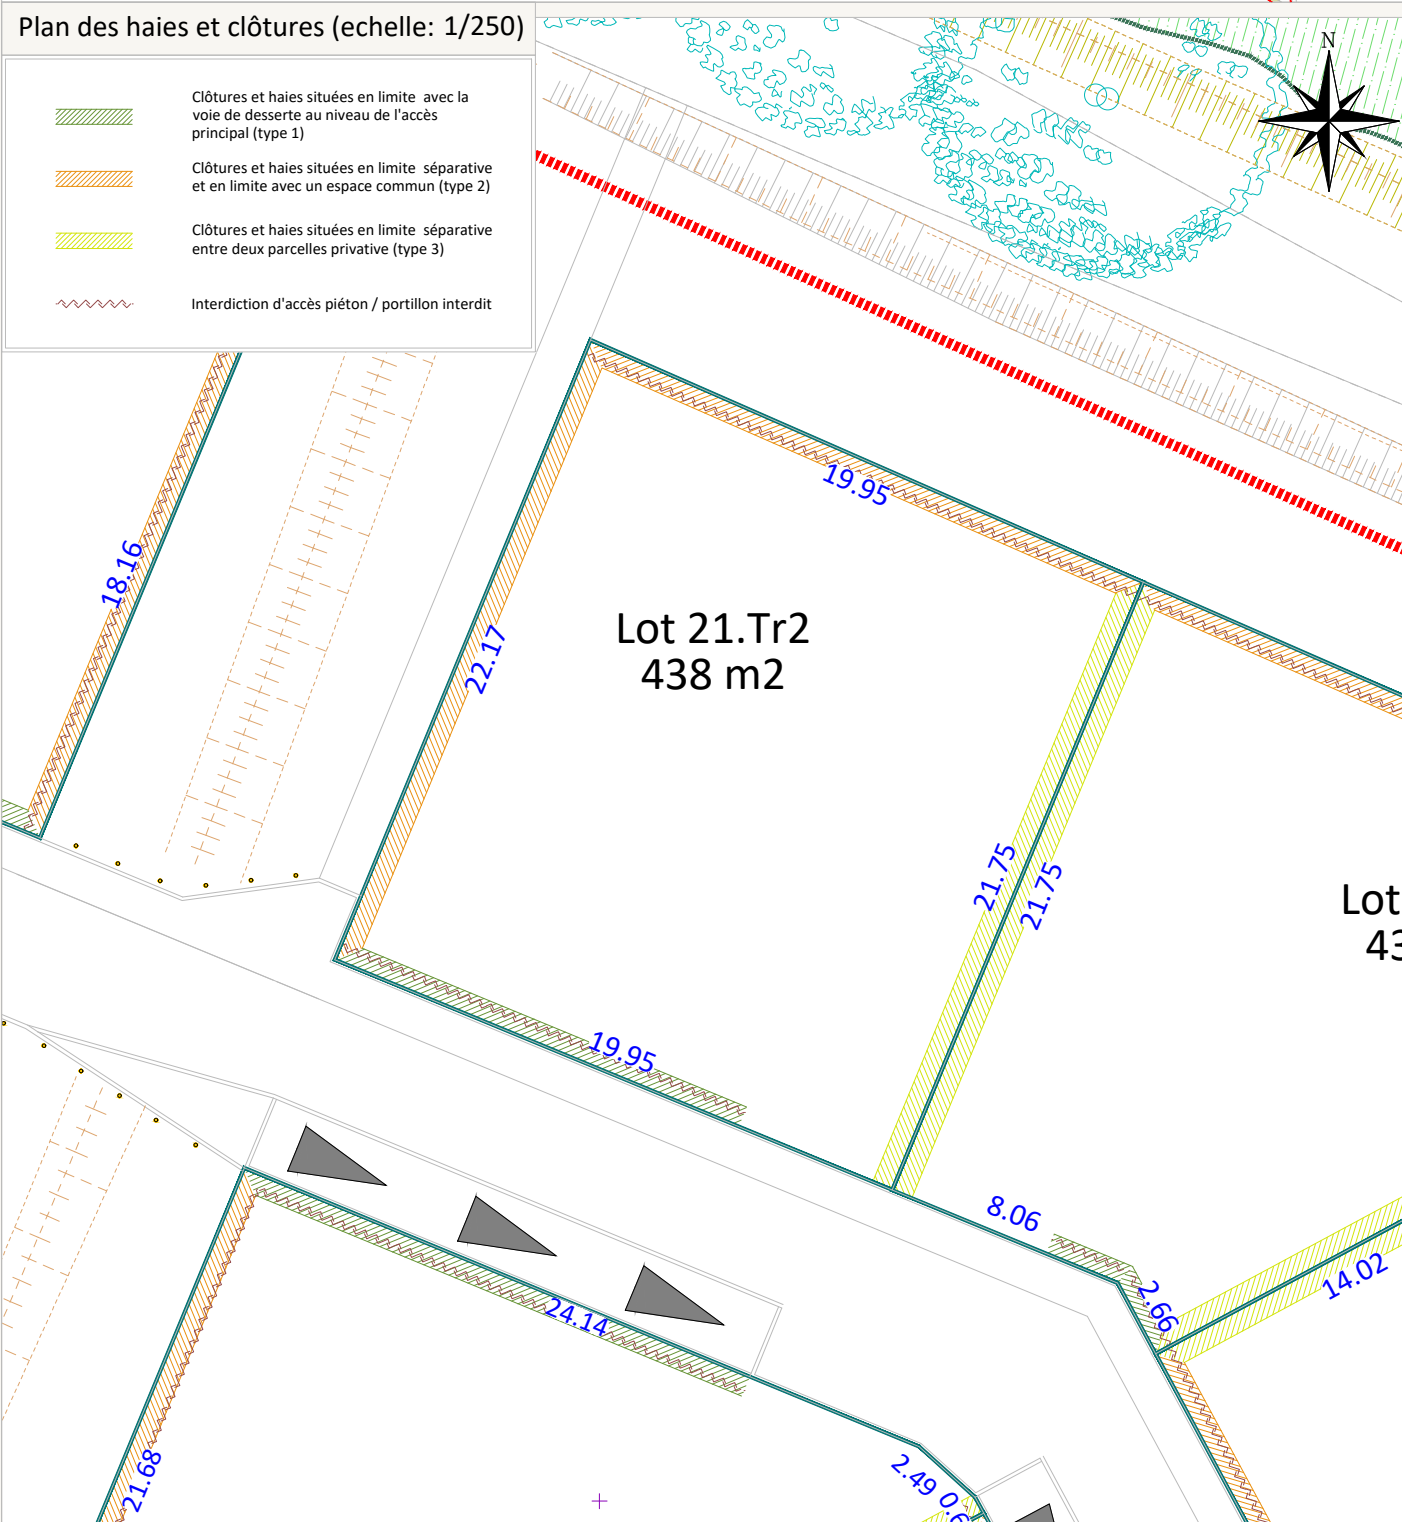 Plan des haies et clôtures (echelle: 1/250)
Clôtures et haies situées en limite avec la
voie de desserte au niveau de l'accès
principal (type 1)
Clôtures et haies situées en limite séparative
et en limite avec un espace commun (type 2)
Clôtures et haies situées en limite séparative
entre deux parcelles privative (type 3)
Interdiction d'accès piéton / portillon interdit
N
19.95
18.16
22.17
Lot 21.Tr2
438 m2
21.75
21.75
Lot
43
19.95
8.06
2.66
14.02
24.14
21.68
2.49
0.6